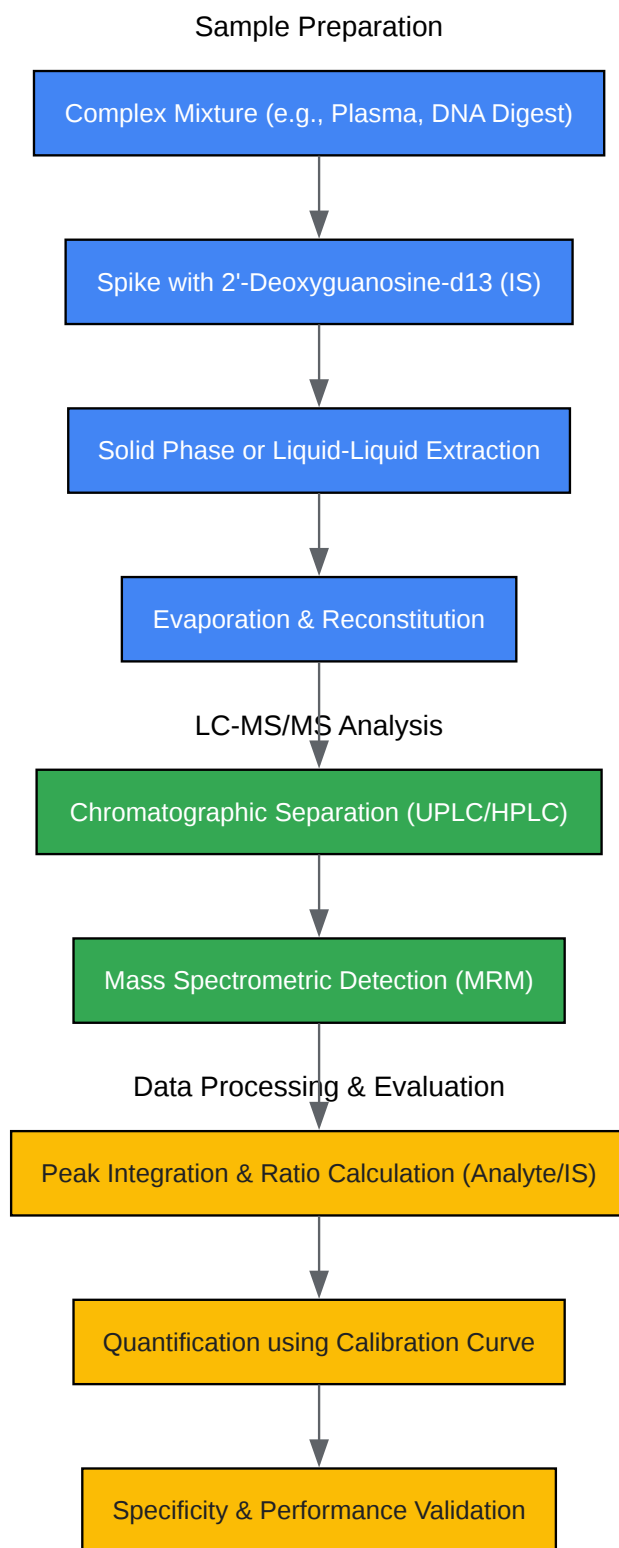 Sample Preparation
Complex Mixture (e.g., Plasma, DNA Digest)
Spike with 2'-Deoxyguanosine-d13 (IS)
Solid Phase or Liquid-Liquid Extraction
Evaporation & Reconstitution
LC-MS/MS Analysis
Chromatographic Separation (UPLC/HPLC)
Mass Spectrometric Detection (MRM)
Data Processing & Evaluation
Peak Integration & Ratio Calculation (Analyte/IS)
Quantification using Calibration Curve
Specificity & Performance Validation